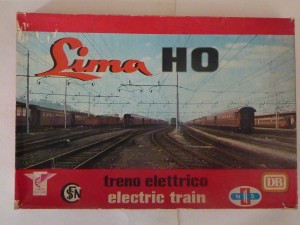 Lima HO
treno elettrico
electric train
DB